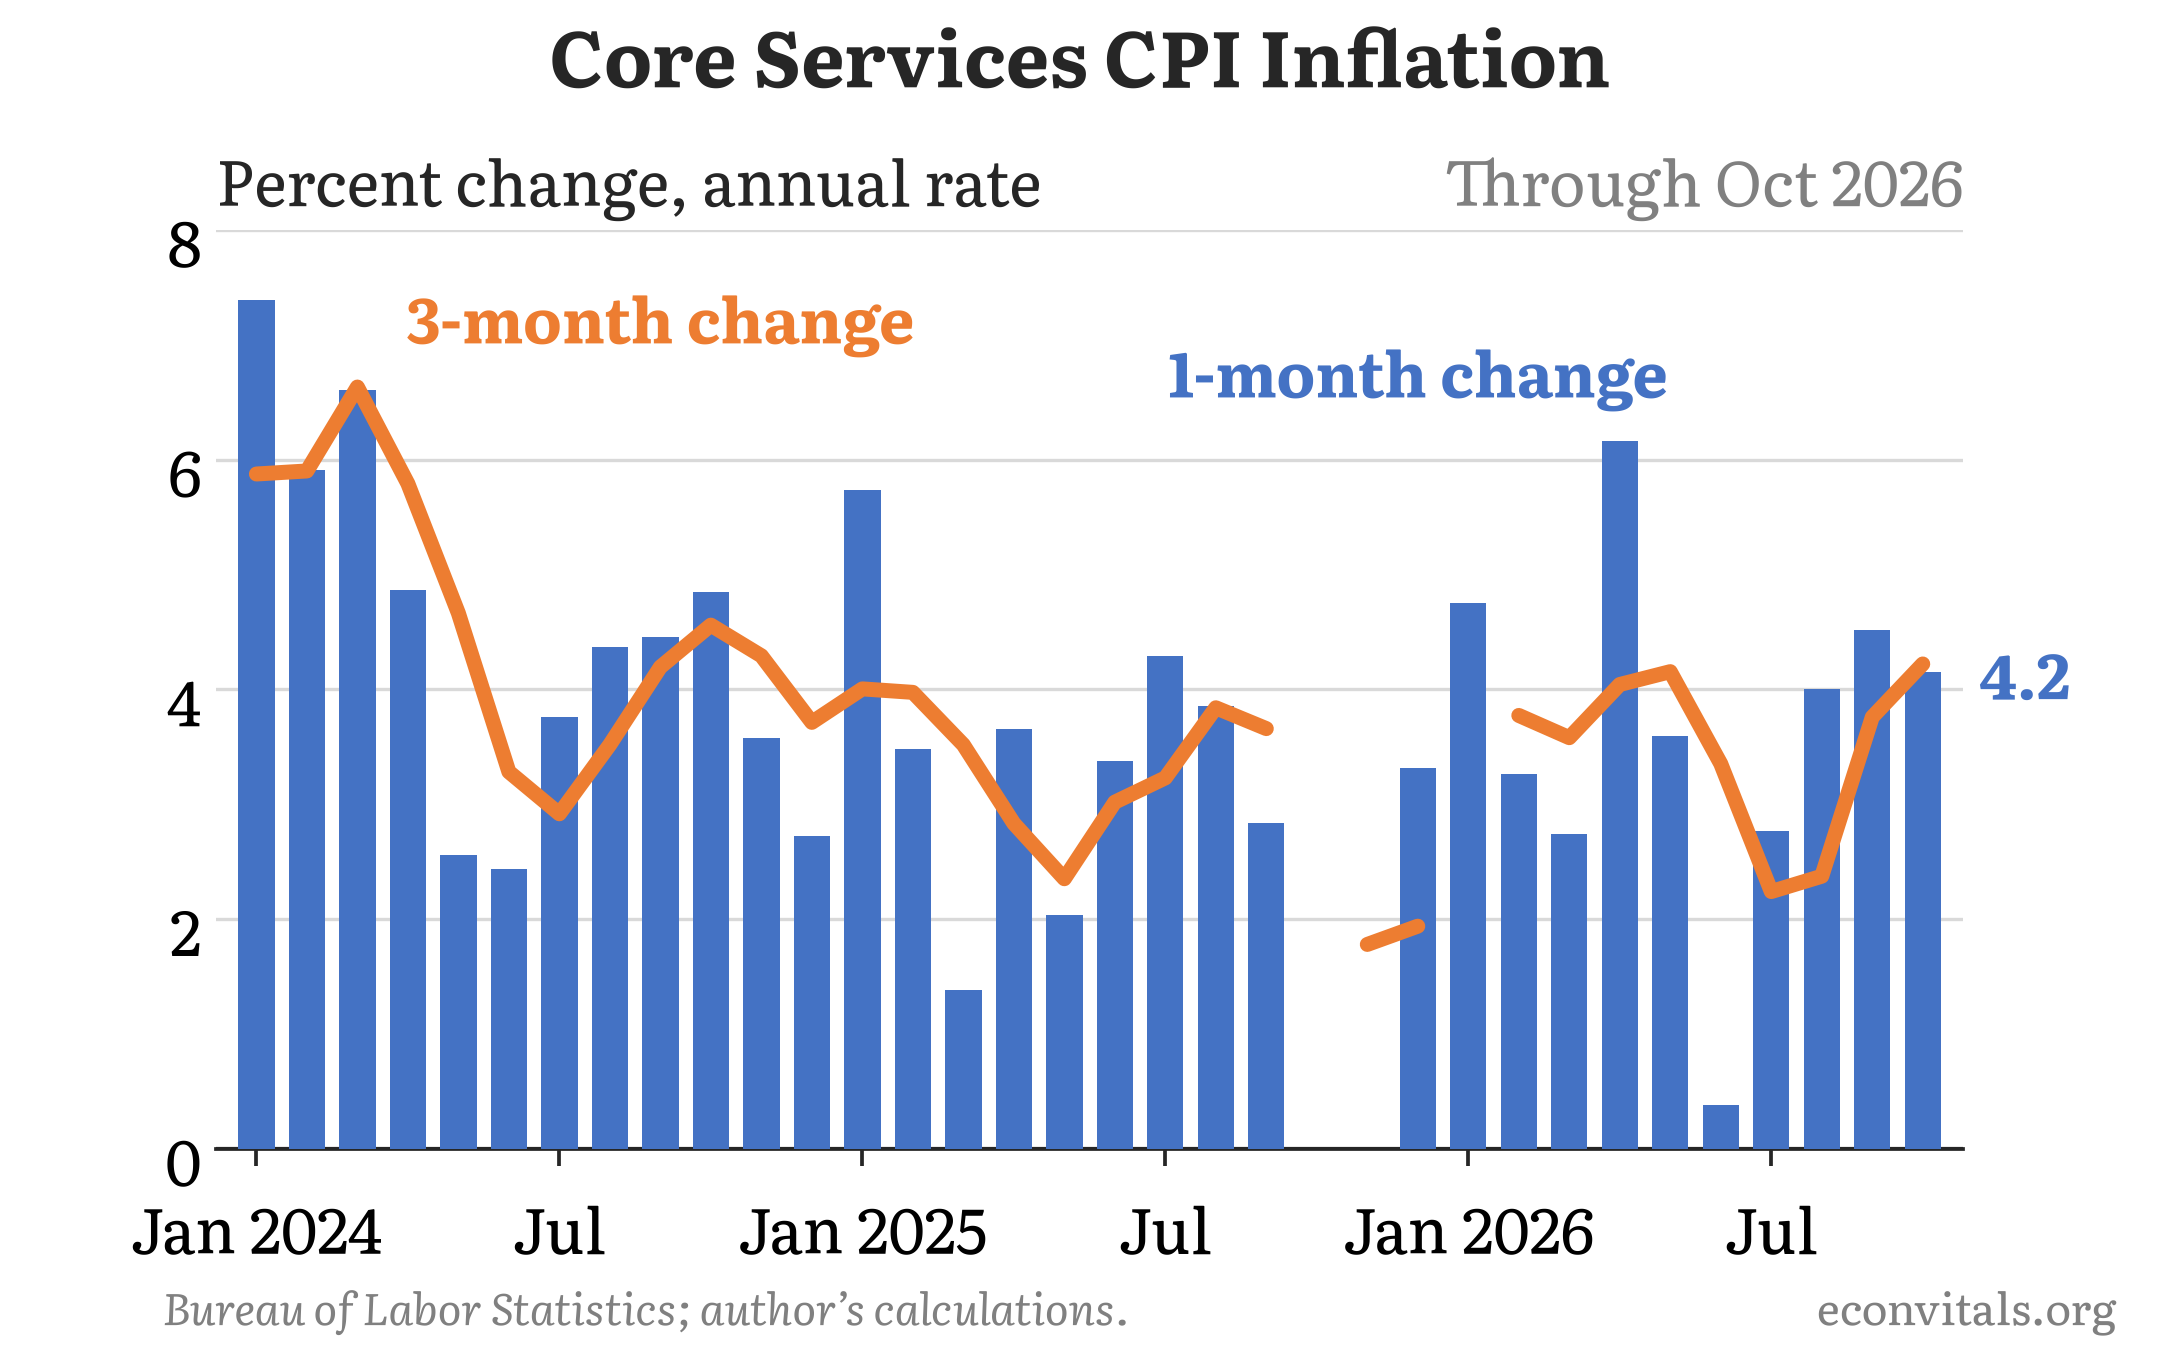 Core Services CPI Inflation
Percent change, annual rate
Through Oct 2026
8
3-month change
1-month change
6
4
4.2
2
0
Jan 2024 Jul Jan 2025 Jul Jan 2026 Jul
Bureau of Labor Statistics; author’s calculations.
econvitals.org